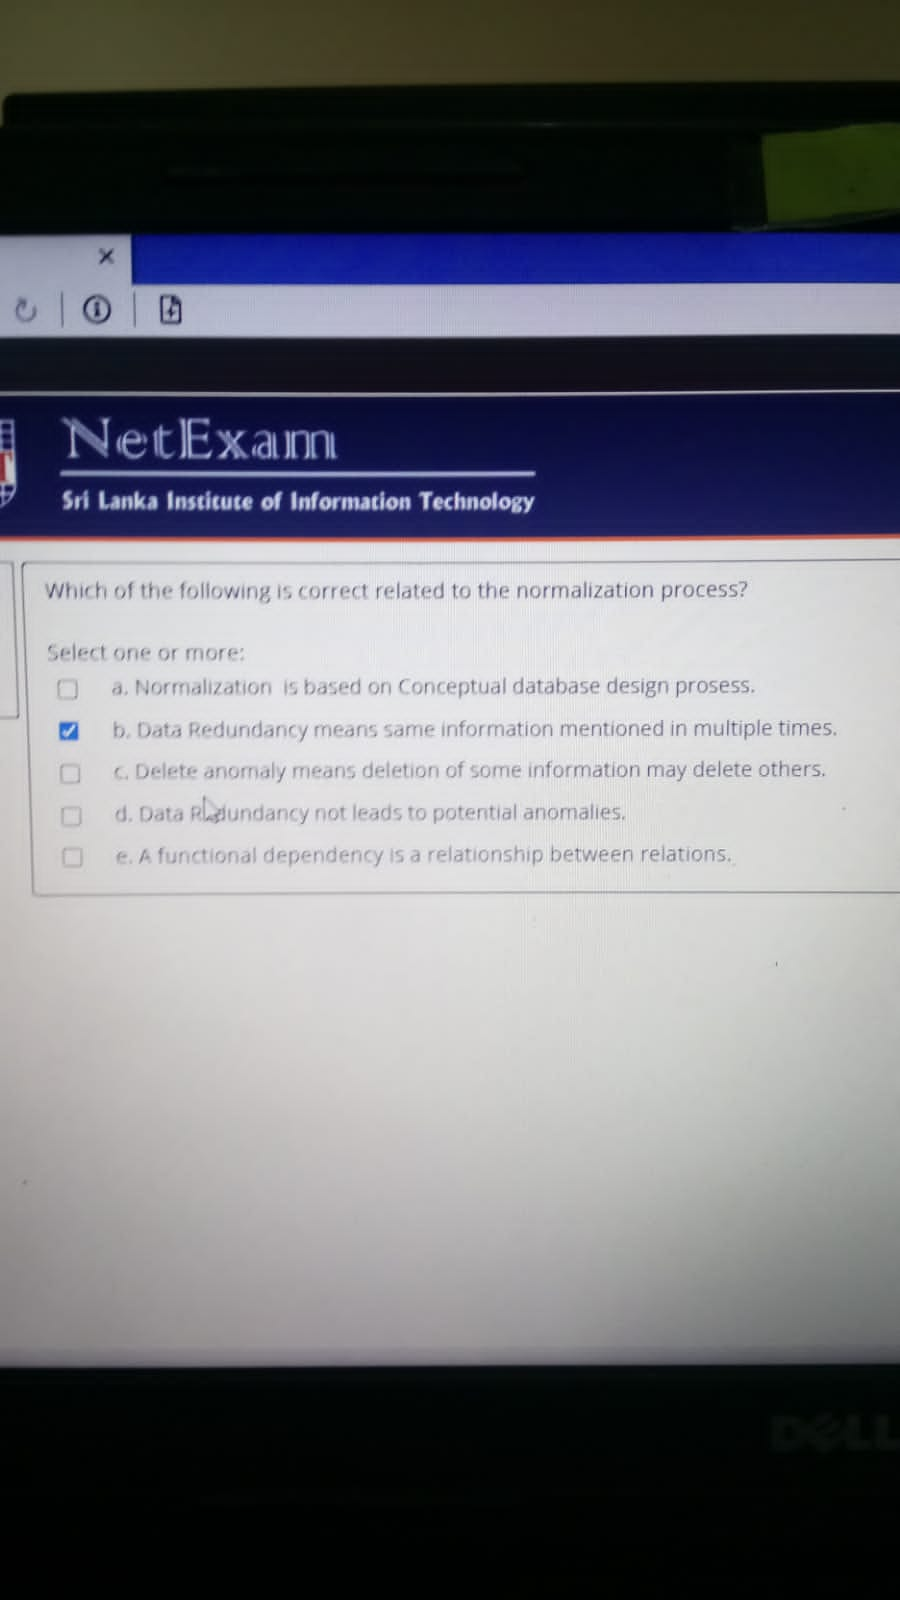 NetExam
Sri Lanka Institute of Information Technology
Which of the following is correct related to the normalization process?
Select one or more:
a. Normalization is based on Conceptual database design prosess.
b. Data Redundancy means same information mentioned in multiple times.
c. Delete anomaly means deletion of some information may delete others.
d. Data Redundancy not leads to potential anomalies.
e. A functional dependency is a relationship between relations.
DELL